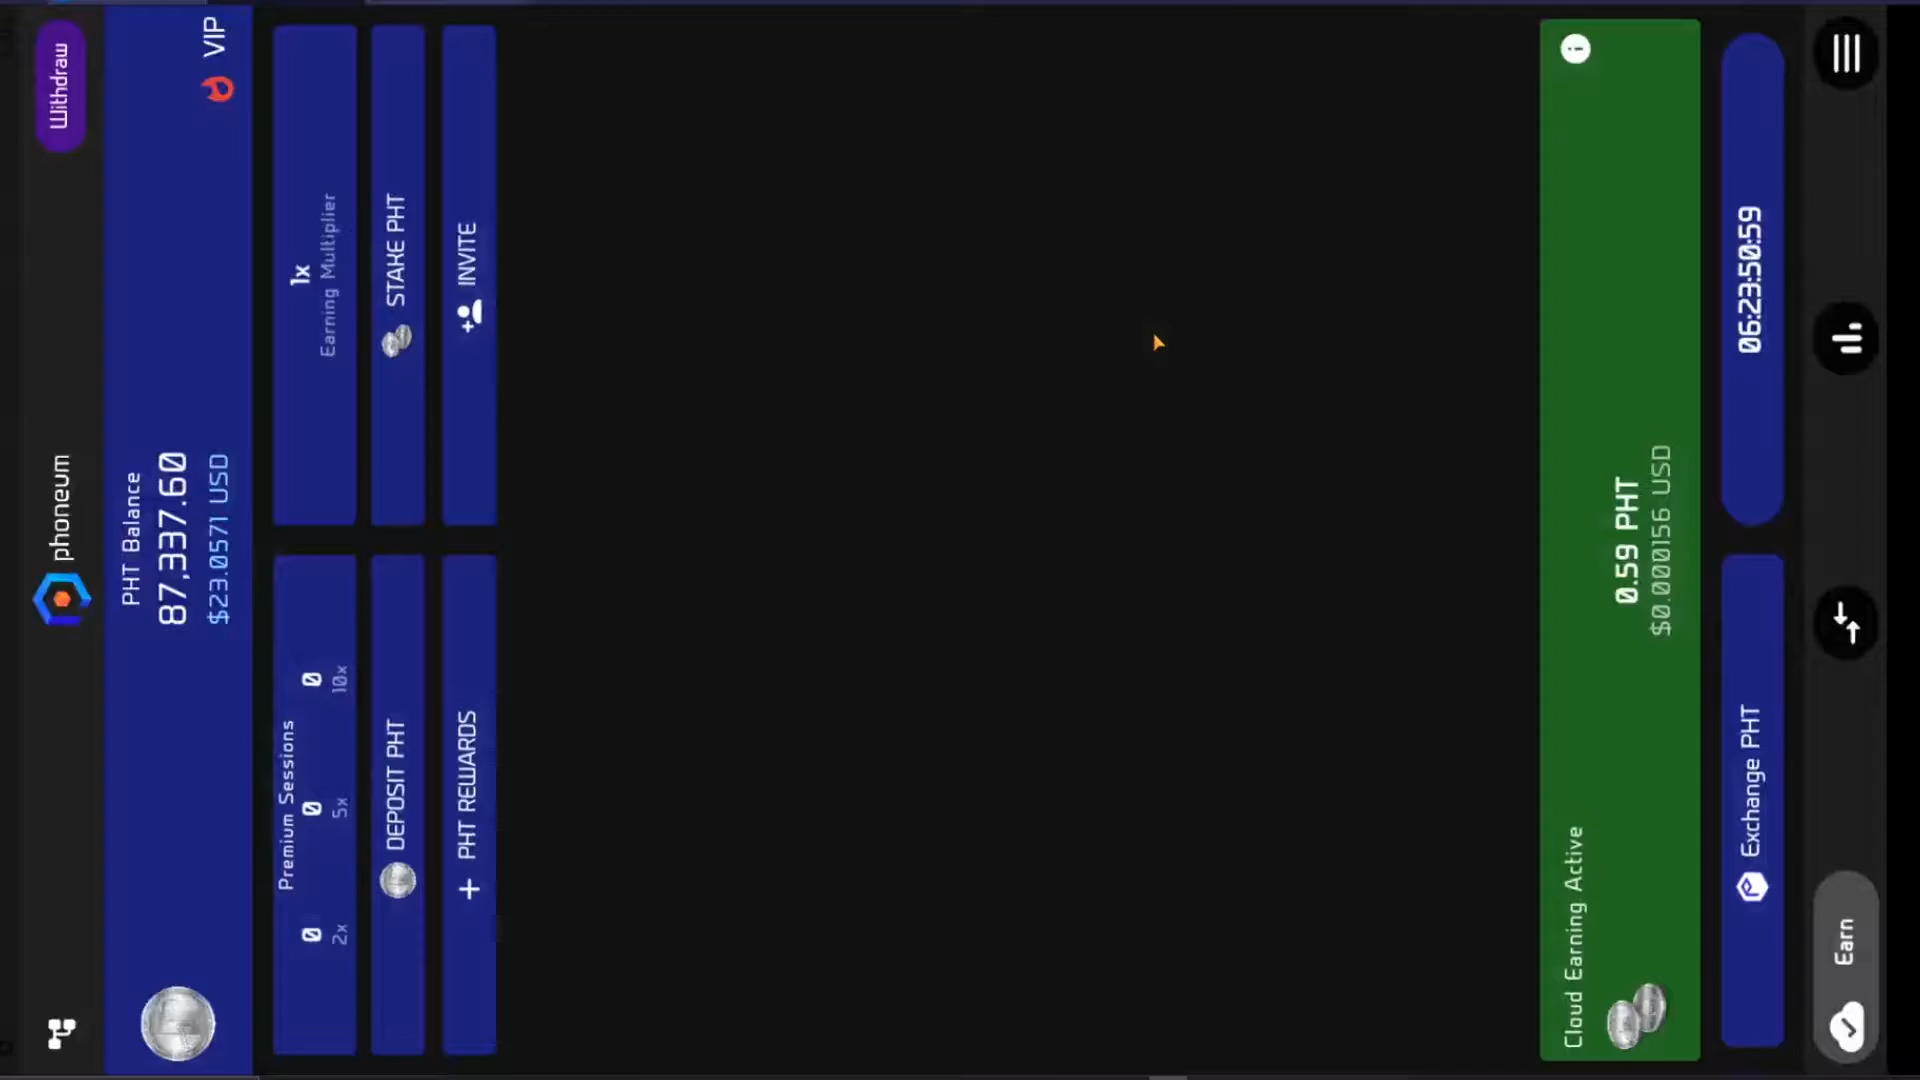 phoneum
Withdraw
PHT Balance
87,337.60
$23.0571 USD
VIP
Premium Sessions
0 0 0
2x 5x 10x
1x
Earning Multiplier
DEPOSIT PHT
STAKE PHT
PHT REWARDS
INVITE
Cloud Earning Active
0.59 PHT
$0.000156 USD
Exchange PHT
06:23:50:59
Earn